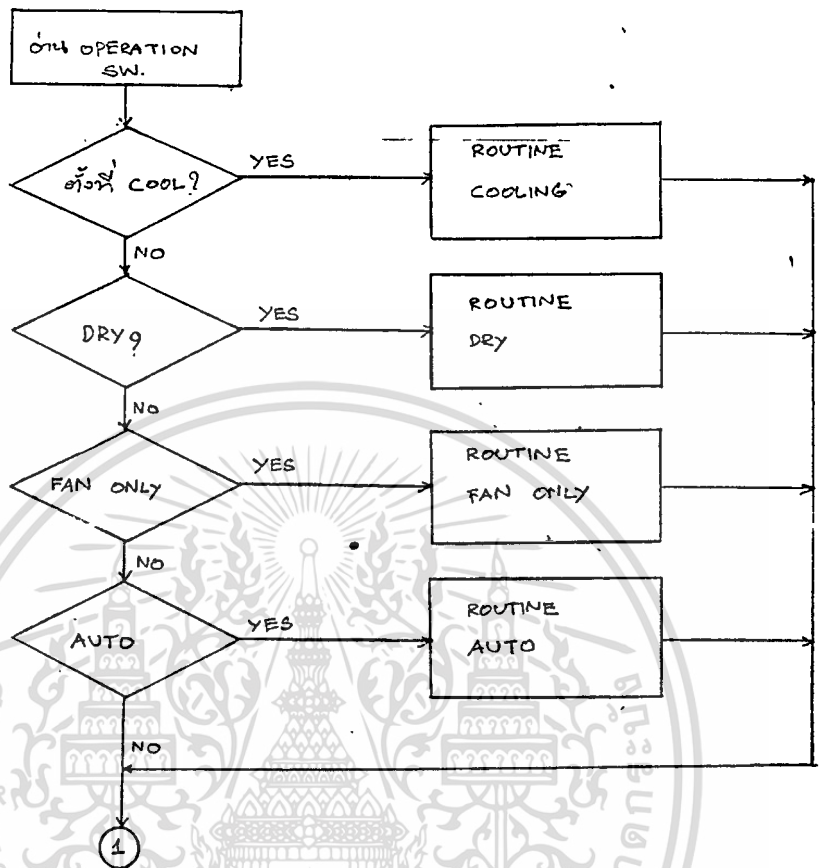 อ่าน OPERATION
SW.
ตั้งที่ COOL?
YES
ROUTINE
COOLING
NO
DRY?
YES
ROUTINE
DRY
NO
FAN ONLY
YES
ROUTINE
FAN ONLY
NO
AUTO
YES
ROUTINE
AUTO
NO
1